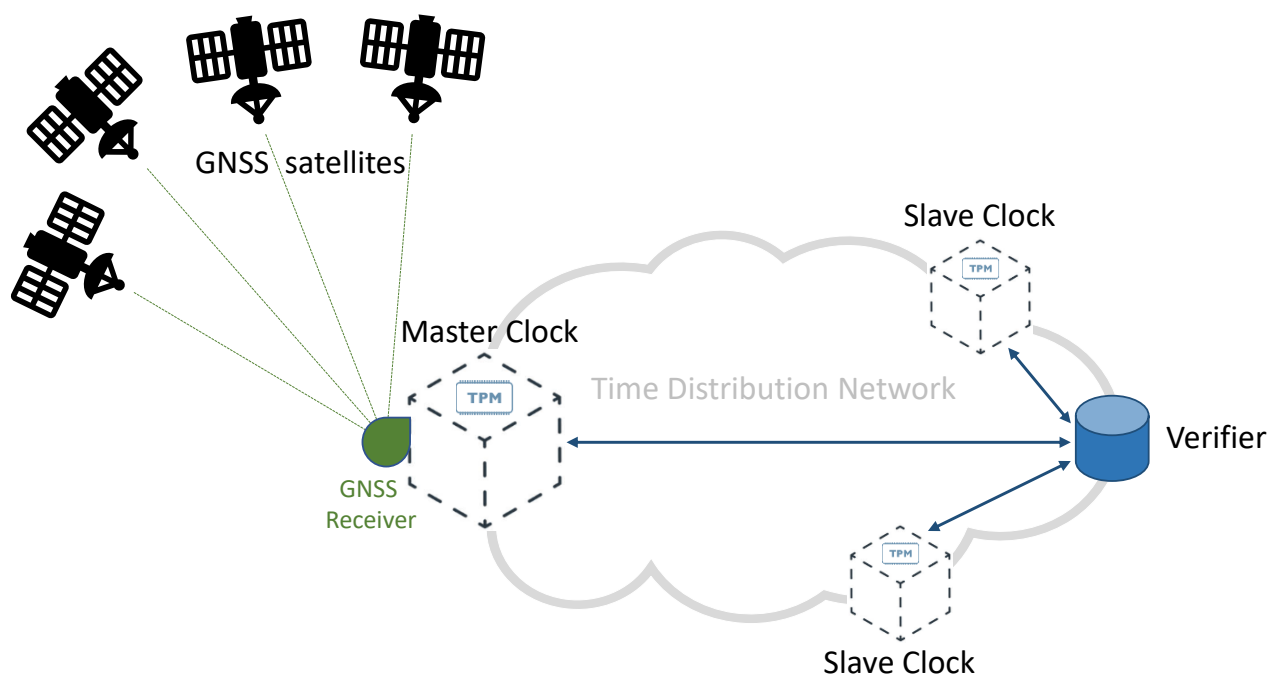 GNSS satellites
Slave Clock
TPM
Master Clock
TPM
Time Distribution Network
Verifier
GNSS
Receiver
TPM
Slave Clock